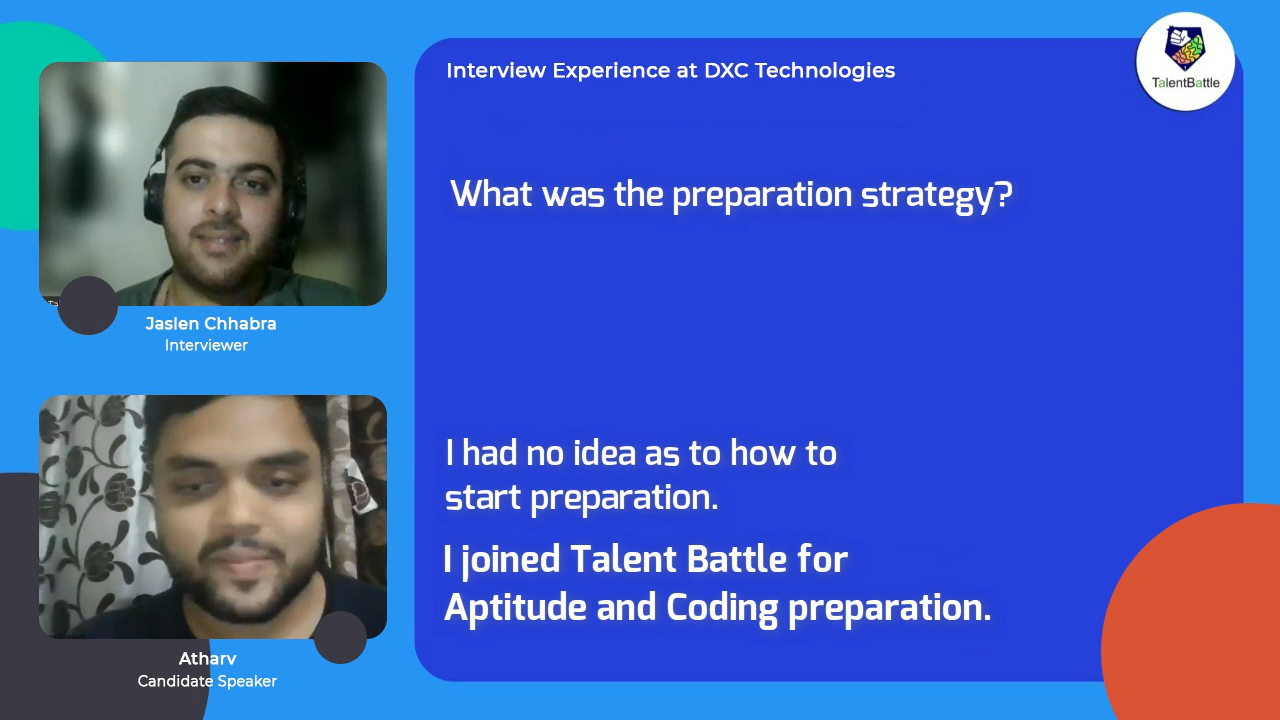 Interview Experience at DXC Technologies
TalentBattle
What was the preparation strategy?
Jaslen Chhabra
Interviewer
I had no idea as to how to
start preparation.
I joined Talent Battle for
Aptitude and Coding preparation.
Atharv
Candidate Speaker